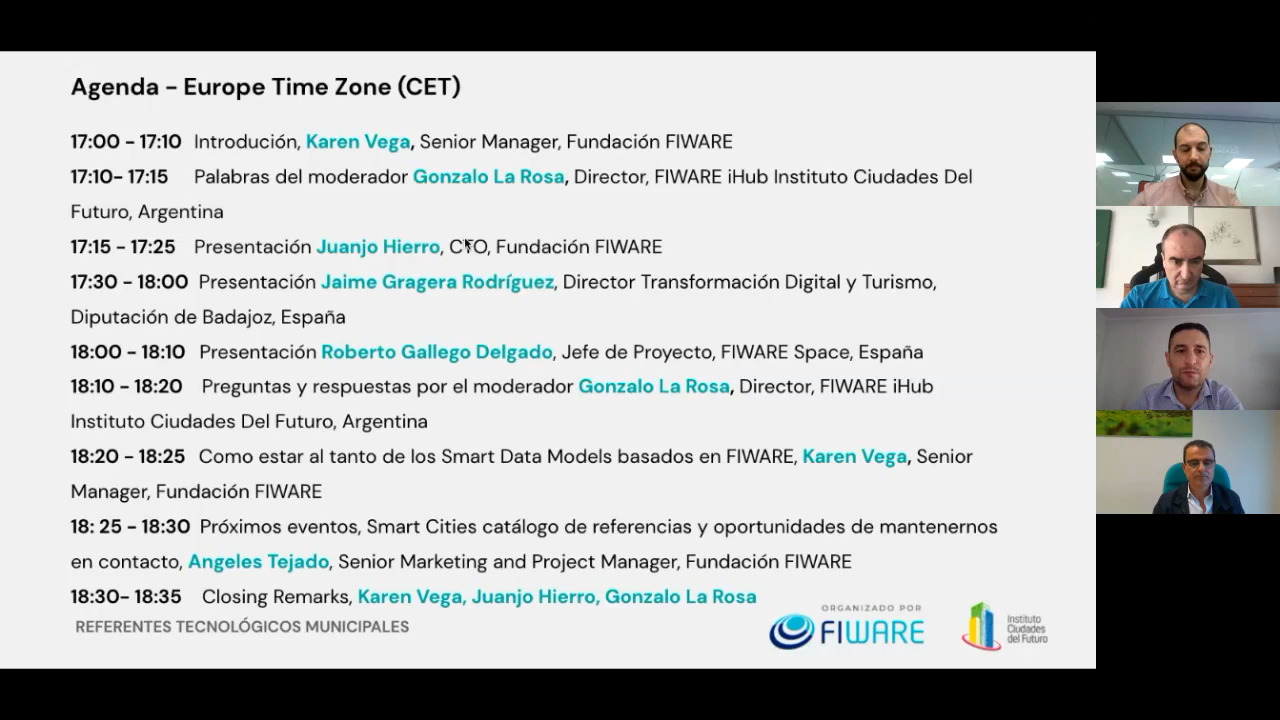 Agenda – Europe Time Zone (CET)
17:00 – 17:10 Introdución, Karen Vega, Senior Manager, Fundación FIWARE
17:10– 17:15 Palabras del moderador Gonzalo La Rosa, Director, FIWARE iHub Instituto Ciudades Del
Futuro, Argentina
17:15 – 17:25 Presentación Juanjo Hierro, CTO, Fundación FIWARE
17:30 – 18:00 Presentación Jaime Gragera Rodríguez, Director Transformación Digital y Turismo,
Diputación de Badajoz, España
18:00 – 18:10 Presentación Roberto Gallego Delgado, Jefe de Proyecto, FIWARE Space, España
18:10 – 18:20 Preguntas y respuestas por el moderador Gonzalo La Rosa, Director, FIWARE iHub
Instituto Ciudades Del Futuro, Argentina
18:20 – 18:25 Como estar al tanto de los Smart Data Models basados en FIWARE, Karen Vega, Senior
Manager, Fundación FIWARE
18: 25 – 18:30 Próximos eventos, Smart Cities catálogo de referencias y oportunidades de mantenernos
en contacto, Angeles Tejado, Senior Marketing and Project Manager, Fundación FIWARE
18:30– 18:35 Closing Remarks, Karen Vega, Juanjo Hierro, Gonzalo La Rosa
REFERENTES TECNOLÓGICOS MUNICIPALES
ORGANIZADO POR
FIWARE
Instituto
Ciudades
del Futuro